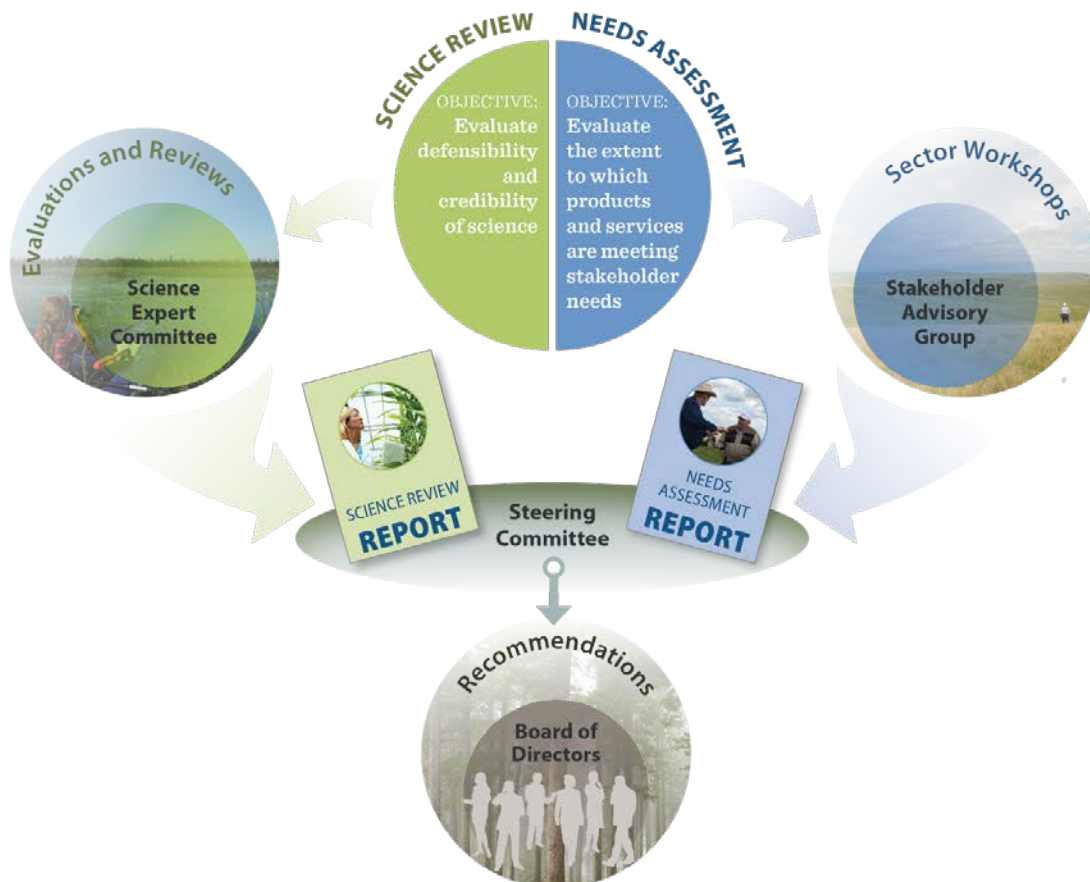 SCIENCE REVIEW
NEEDS ASSESSMENT
OBJECTIVE:
Evaluate
defensibility
and
credibility
of science
OBJECTIVE:
Evaluate
the extent
to which
products
and services
are meeting
stakeholder
needs
Evaluations and Reviews
Science
Expert
Committee
Sector Workshops
Stakeholder
Advisory
Group
SCIENCE REVIEW
REPORT
Steering
Committee
NEEDS
ASSESSMENT
REPORT
Recommendations
Board of
Directors